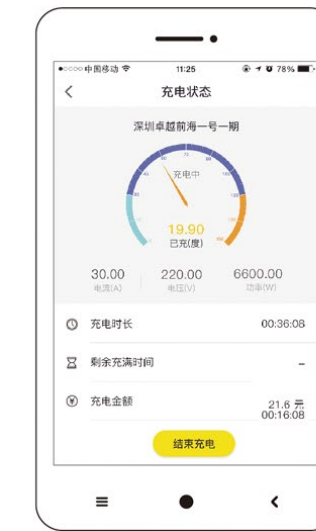 中国移动 11:25 78%
充电状态
深圳卓越前海一号一期
充电中
19.90
已充(度)
30.00 220.00 6600.00
电流(A) 电压(V) 功率(W)
充电时长 00:36:08
剩余充满时间 –
充电金额 21.6 元
00:16:08
结束充电